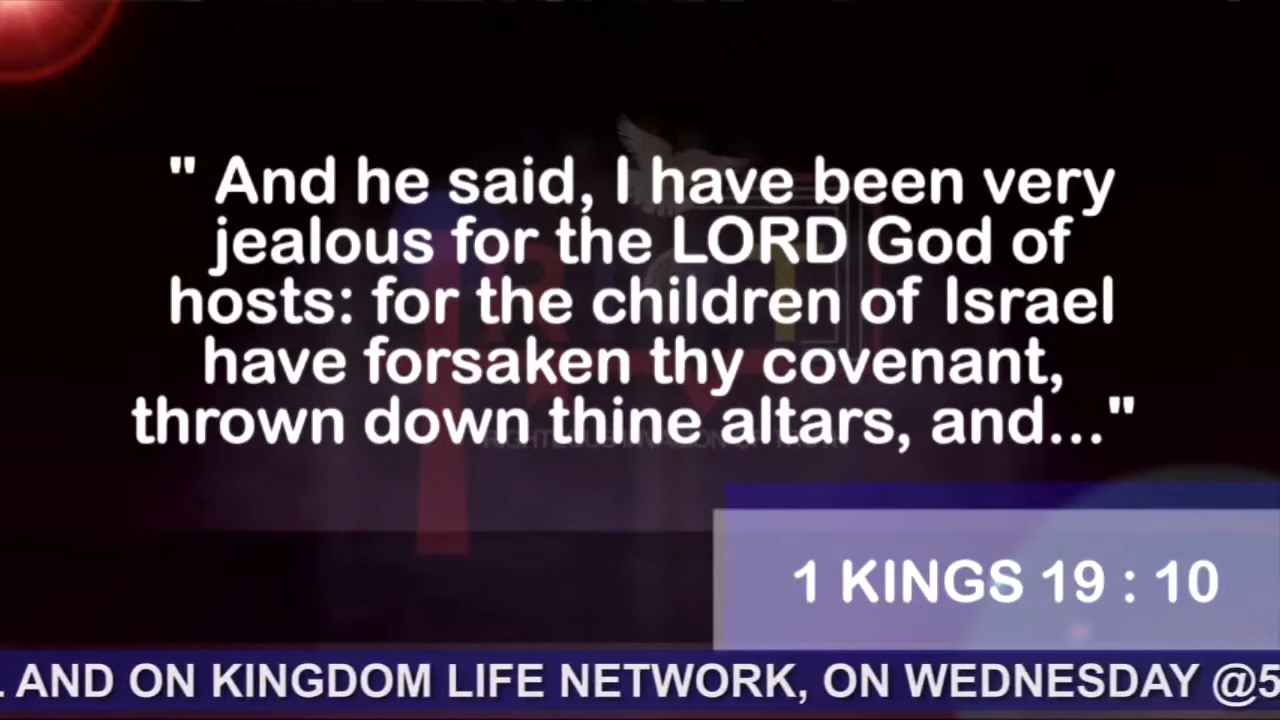 " And he said, I have been very
jealous for the LORD God of
hosts: for the children of Israel
have forsaken thy covenant,
thrown down thine altars, and..."
1 KINGS 19 : 10
AND ON KINGDOM LIFE NETWORK, ON WEDNESDAY @5